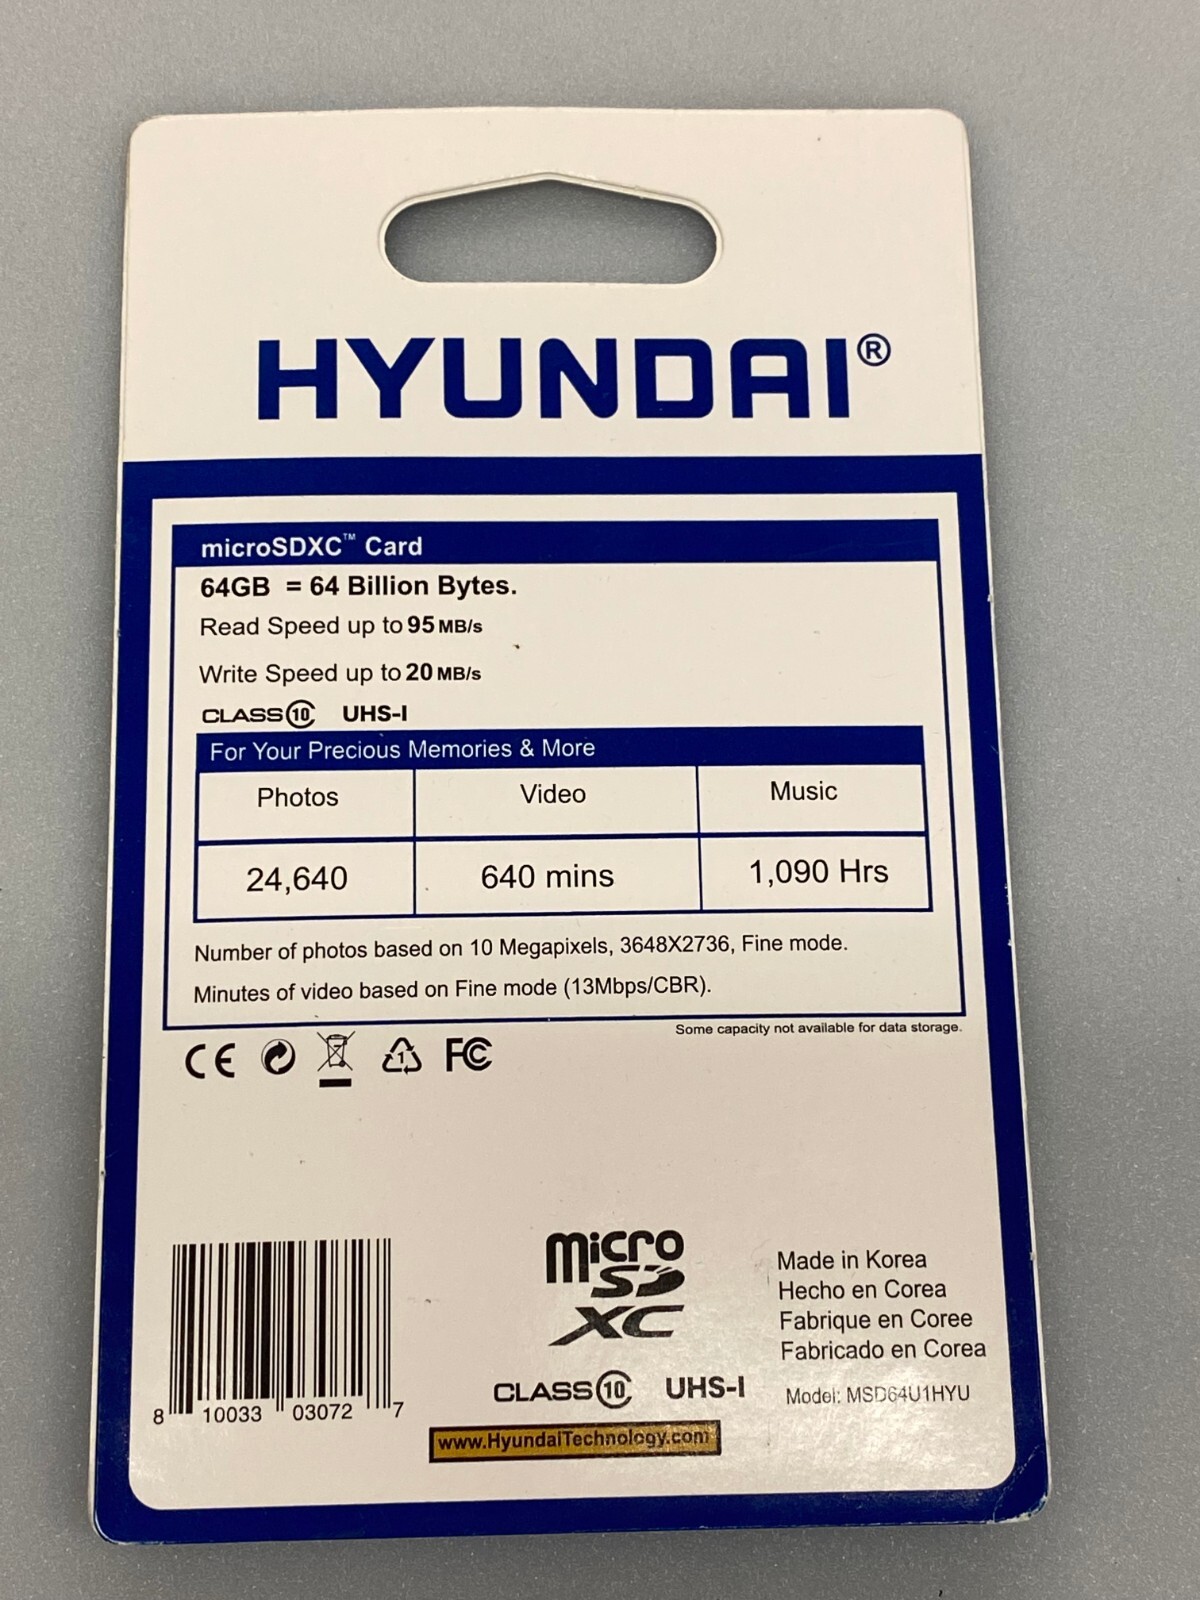 HYUNDAI®
microSDXC™ Card
64GB = 64 Billion Bytes.
Read Speed up to 95 MB/s
Write Speed up to 20 MB/s
CLASS 10 UHS-I
For Your Precious Memories & More
Photos Video Music
24,640 640 mins 1,090 Hrs
Number of photos based on 10 Megapixels, 3648X2736, Fine mode.
Minutes of video based on Fine mode (13Mbps/CBR).
Some capacity not available for data storage.
CE 1 FC
micro
SD
XC
CLASS 10 UHS-I
www.HyundaiTechnology.com
Made in Korea
Hecho en Corea
Fabrique en Coree
Fabricado en Corea
Model: MSD64U1HYU
8 10033 03072 7